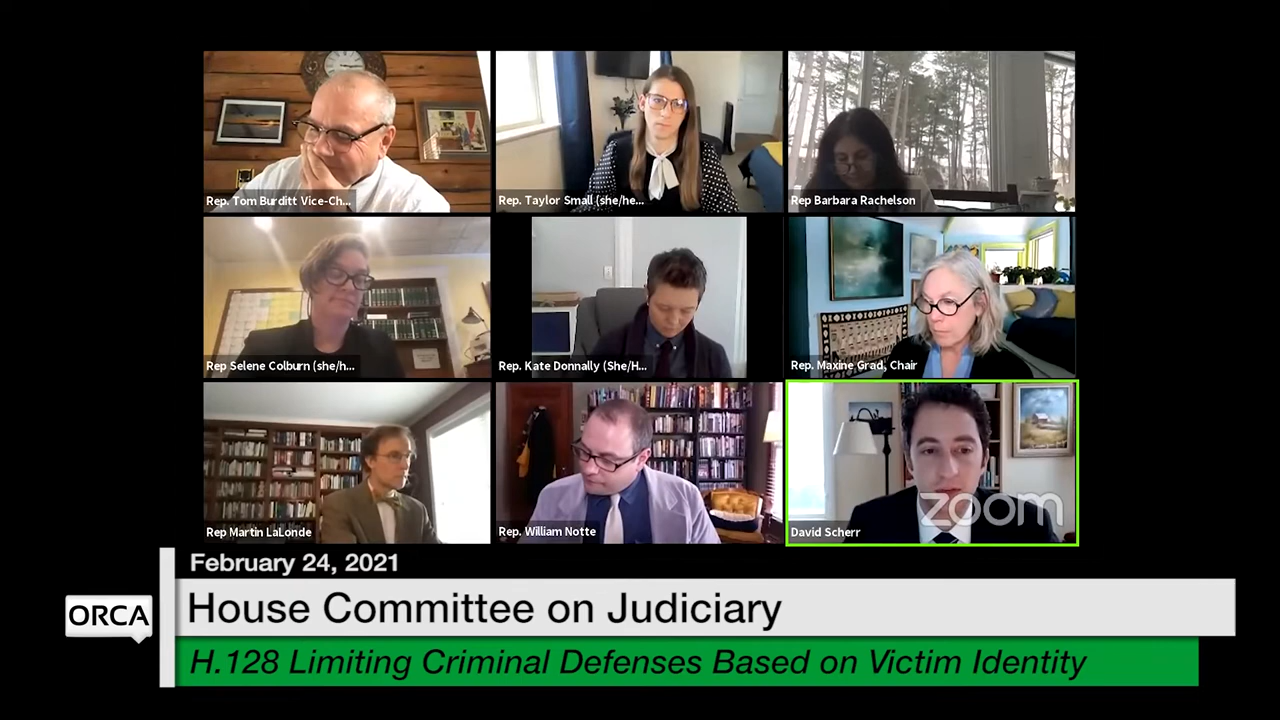 Rep. Tom Burditt Vice-Ch...
Rep. Taylor Small (she/he...
Rep Barbara Rachelson
Rep Selene Colburn (she/h...
Rep. Kate Donnally (She/H...
Rep. Maxine Grad, Chair
Rep Martin LaLonde
Rep. William Notte
David Scherr
zoom
February 24, 2021
ORCA
House Committee on Judiciary
H.128 Limiting Criminal Defenses Based on Victim Identity